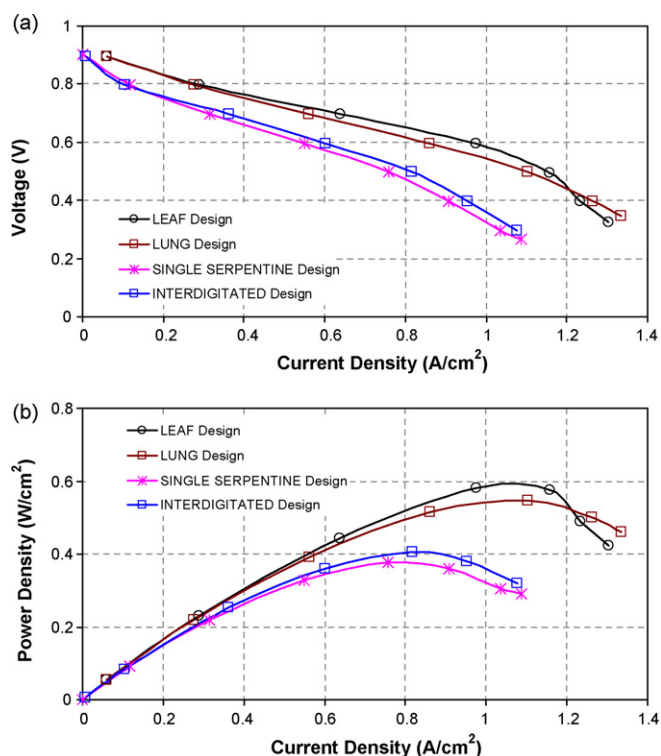 (a)
1
0.8
0.6
0.4
0.2
0
Voltage (V)
LEAF Design
LUNG Design
SINGLE SERPENTINE Design
INTERDIGITATED Design
0 0.2 0.4 0.6 0.8 1 1.2 1.4
Current Density (A/cm²)
(b)
0.8
0.6
0.4
0.2
0
Power Density (W/cm²)
LEAF Design
LUNG Design
SINGLE SERPENTINE Design
INTERDIGITATED Design
0 0.2 0.4 0.6 0.8 1 1.2 1.4
Current Density (A/cm²)